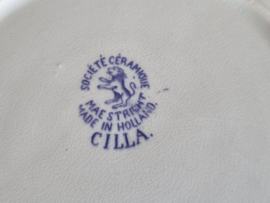 SOCIÉTÉ CÉRAMIQUE
MAESTRICHT
MADE IN HOLLAND.
CILLA.